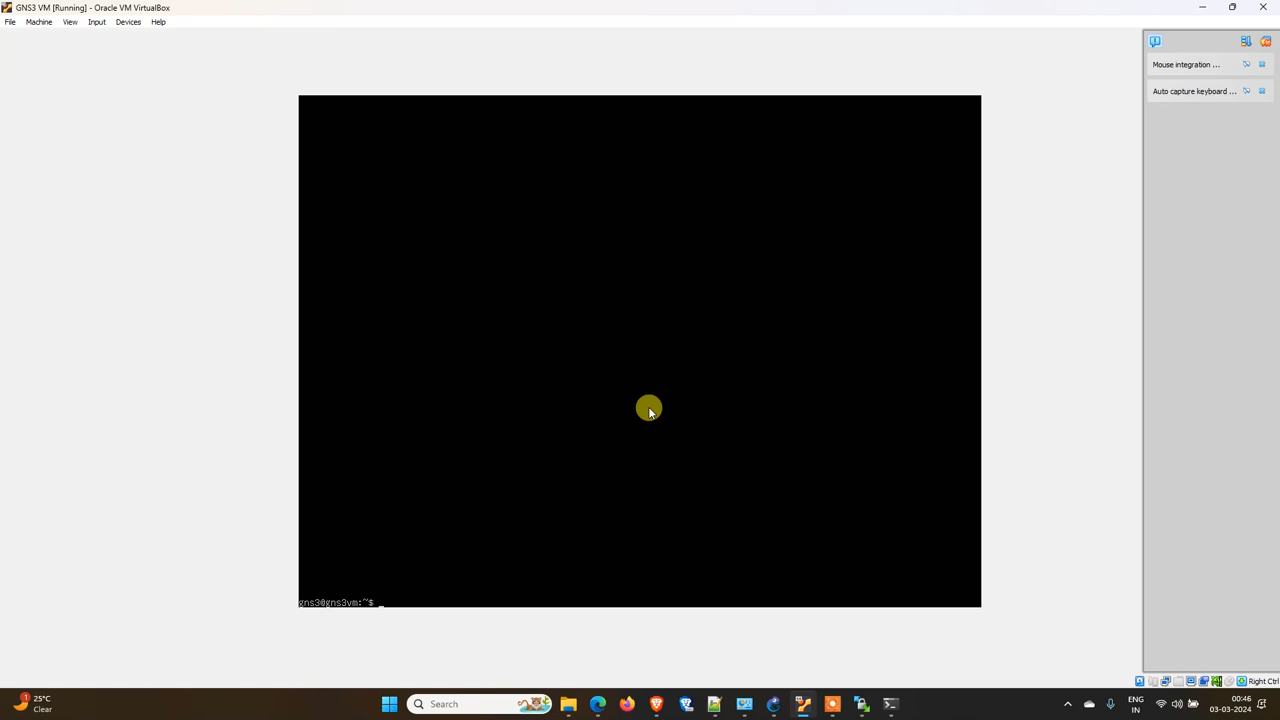 GNS3 VM [Running] - Oracle VM VirtualBox
File Machine View Input Devices Help
Mouse integration ...
Auto capture keyboard ...
gns3@gns3vm:~$ _
Right Ctrl
1
25°C
Clear
Search
ENG
IN
00:46
03-03-2024